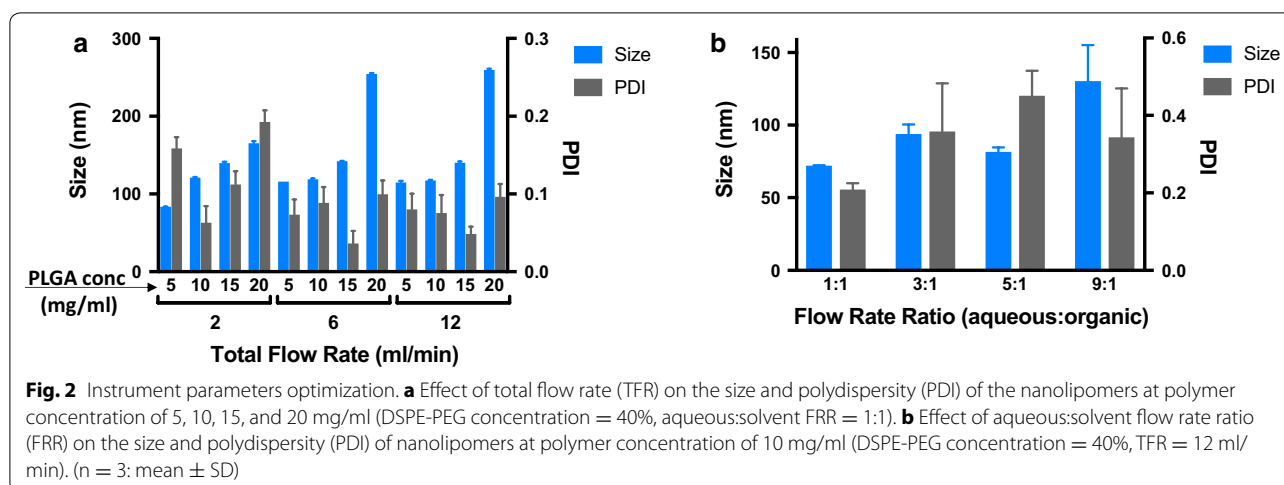 a
300
200
100
0
Size (nm)
0.3
0.2
0.1
0.0
PDI
Size
PDI
PLGA conc
(mg/ml)
5 10 15 20 5 10 15 20 5 10 15 20
2 6 12
Total Flow Rate (ml/min)
b
150
100
50
0
Size (nm)
0.6
0.4
0.2
0.0
PDI
Size
PDI
1:1 3:1 5:1 9:1
Flow Rate Ratio (aqueous:organic)
Fig. 2 Instrument parameters optimization. a Effect of total flow rate (TFR) on the size and polydispersity (PDI) of the nanolipomers at polymer
concentration of 5, 10, 15, and 20 mg/ml (DSPE-PEG concentration = 40%, aqueous:solvent FRR = 1:1). b Effect of aqueous:solvent flow rate ratio
(FRR) on the size and polydispersity (PDI) of nanolipomers at polymer concentration of 10 mg/ml (DSPE-PEG concentration = 40%, TFR = 12 ml/
min). (n = 3: mean ± SD)